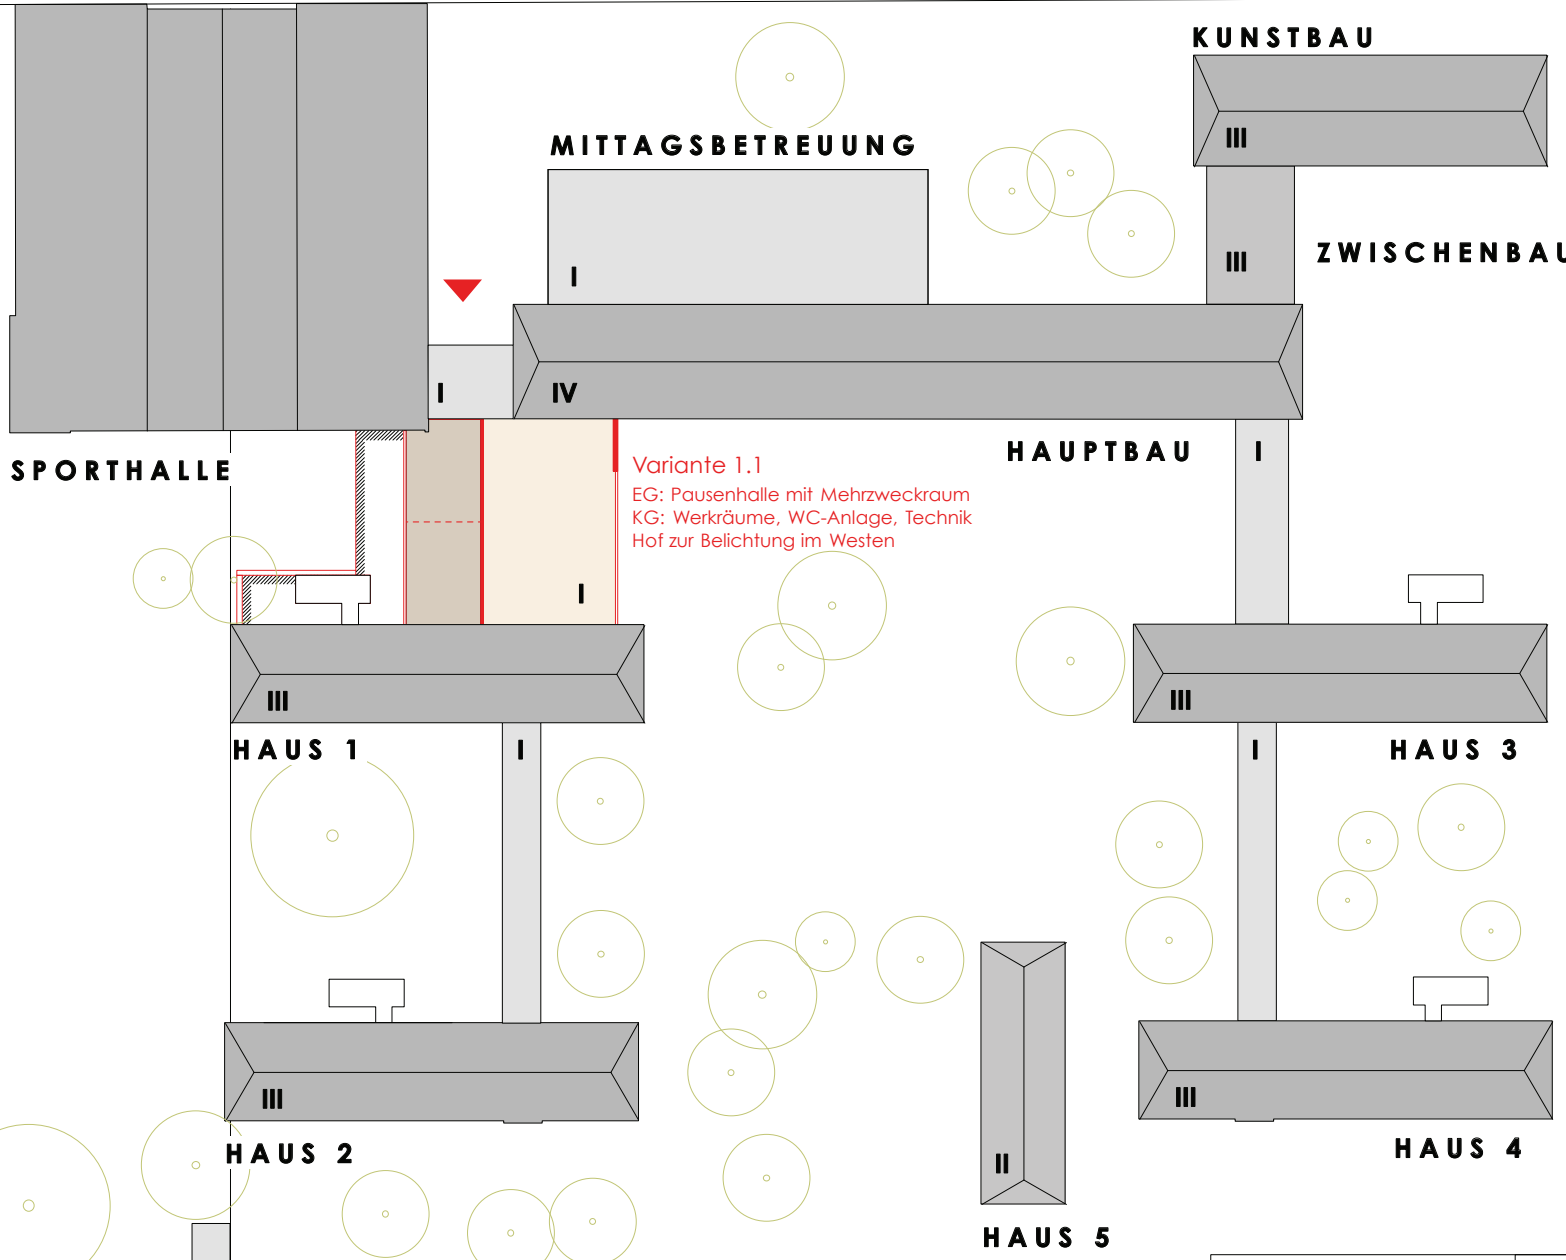 KUNSTBAU
III
MITTAGSBETREUUNG
I
III
ZWISCHENBAU
I
IV
SPORTHALLE
HAUPTBAU
I
Variante 1.1
EG: Pausenhalle mit Mehrzweckraum
KG: Werkräume, WC-Anlage, Technik
Hof zur Belichtung im Westen
I
III
III
HAUS 1
I
I
HAUS 3
III
III
HAUS 2
HAUS 4
II
HAUS 5